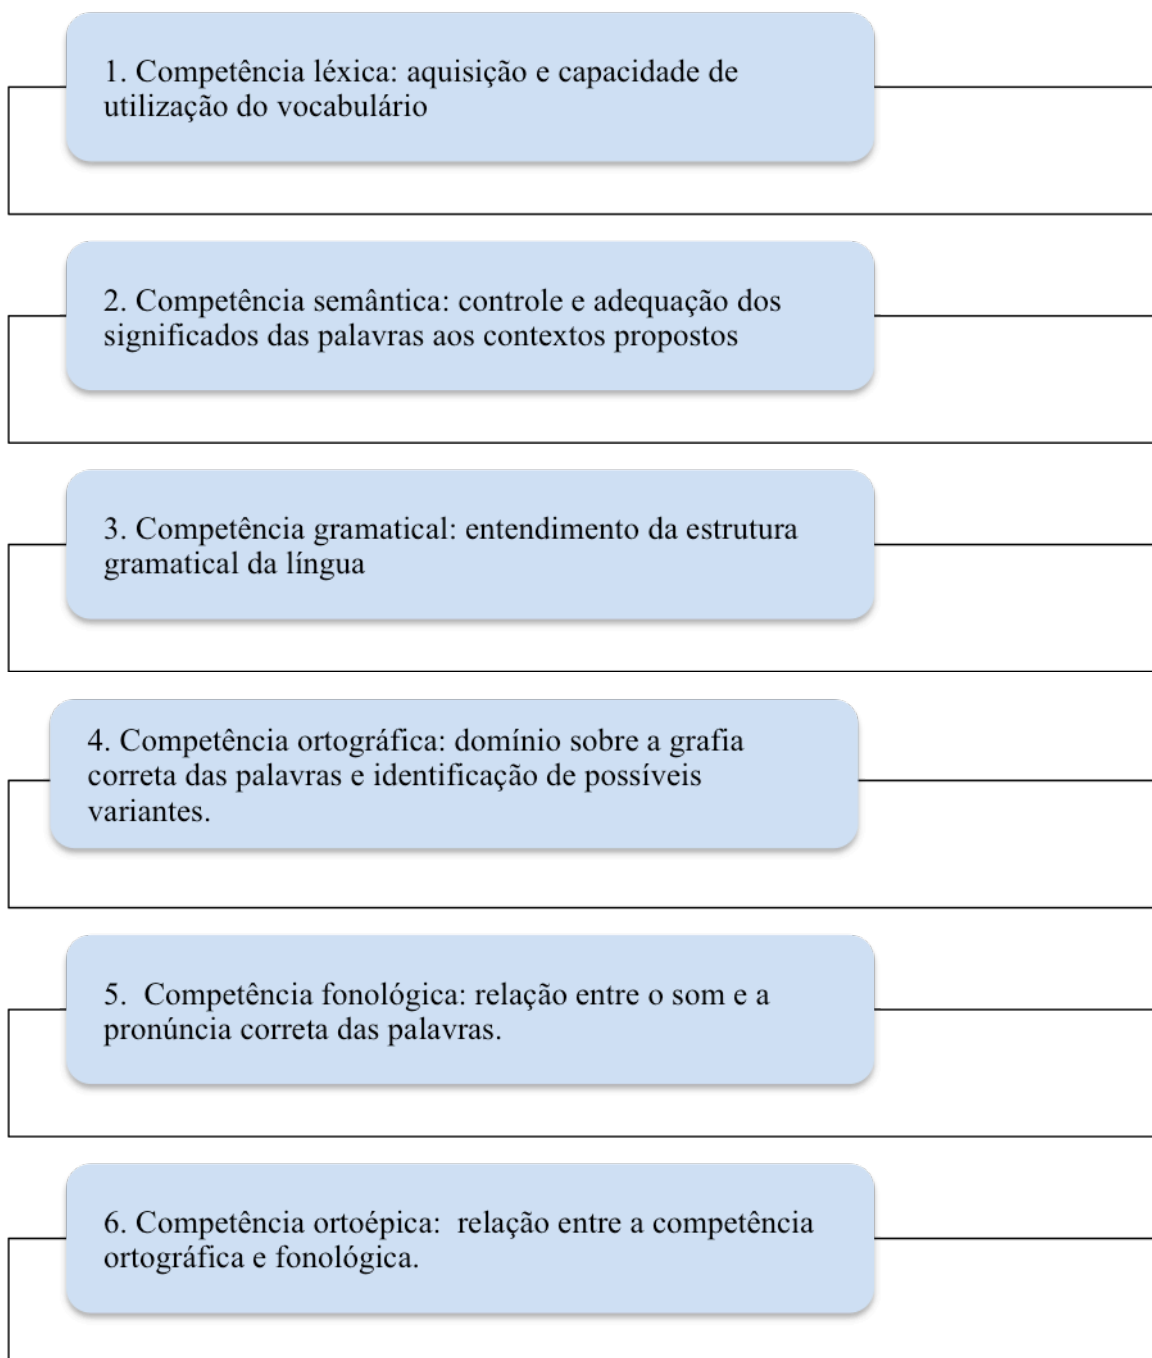 1. Competência léxica: aquisição e capacidade de
utilização do vocabulário
2. Competência semântica: controle e adequação dos
significados das palavras aos contextos propostos
3. Competência gramatical: entendimento da estrutura
gramatical da língua
4. Competência ortográfica: domínio sobre a grafia
correta das palavras e identificação de possíveis
variantes.
5.  Competência fonológica: relação entre o som e a
pronúncia correta das palavras.
6. Competência ortoépica:  relação entre a competência
ortográfica e fonológica.